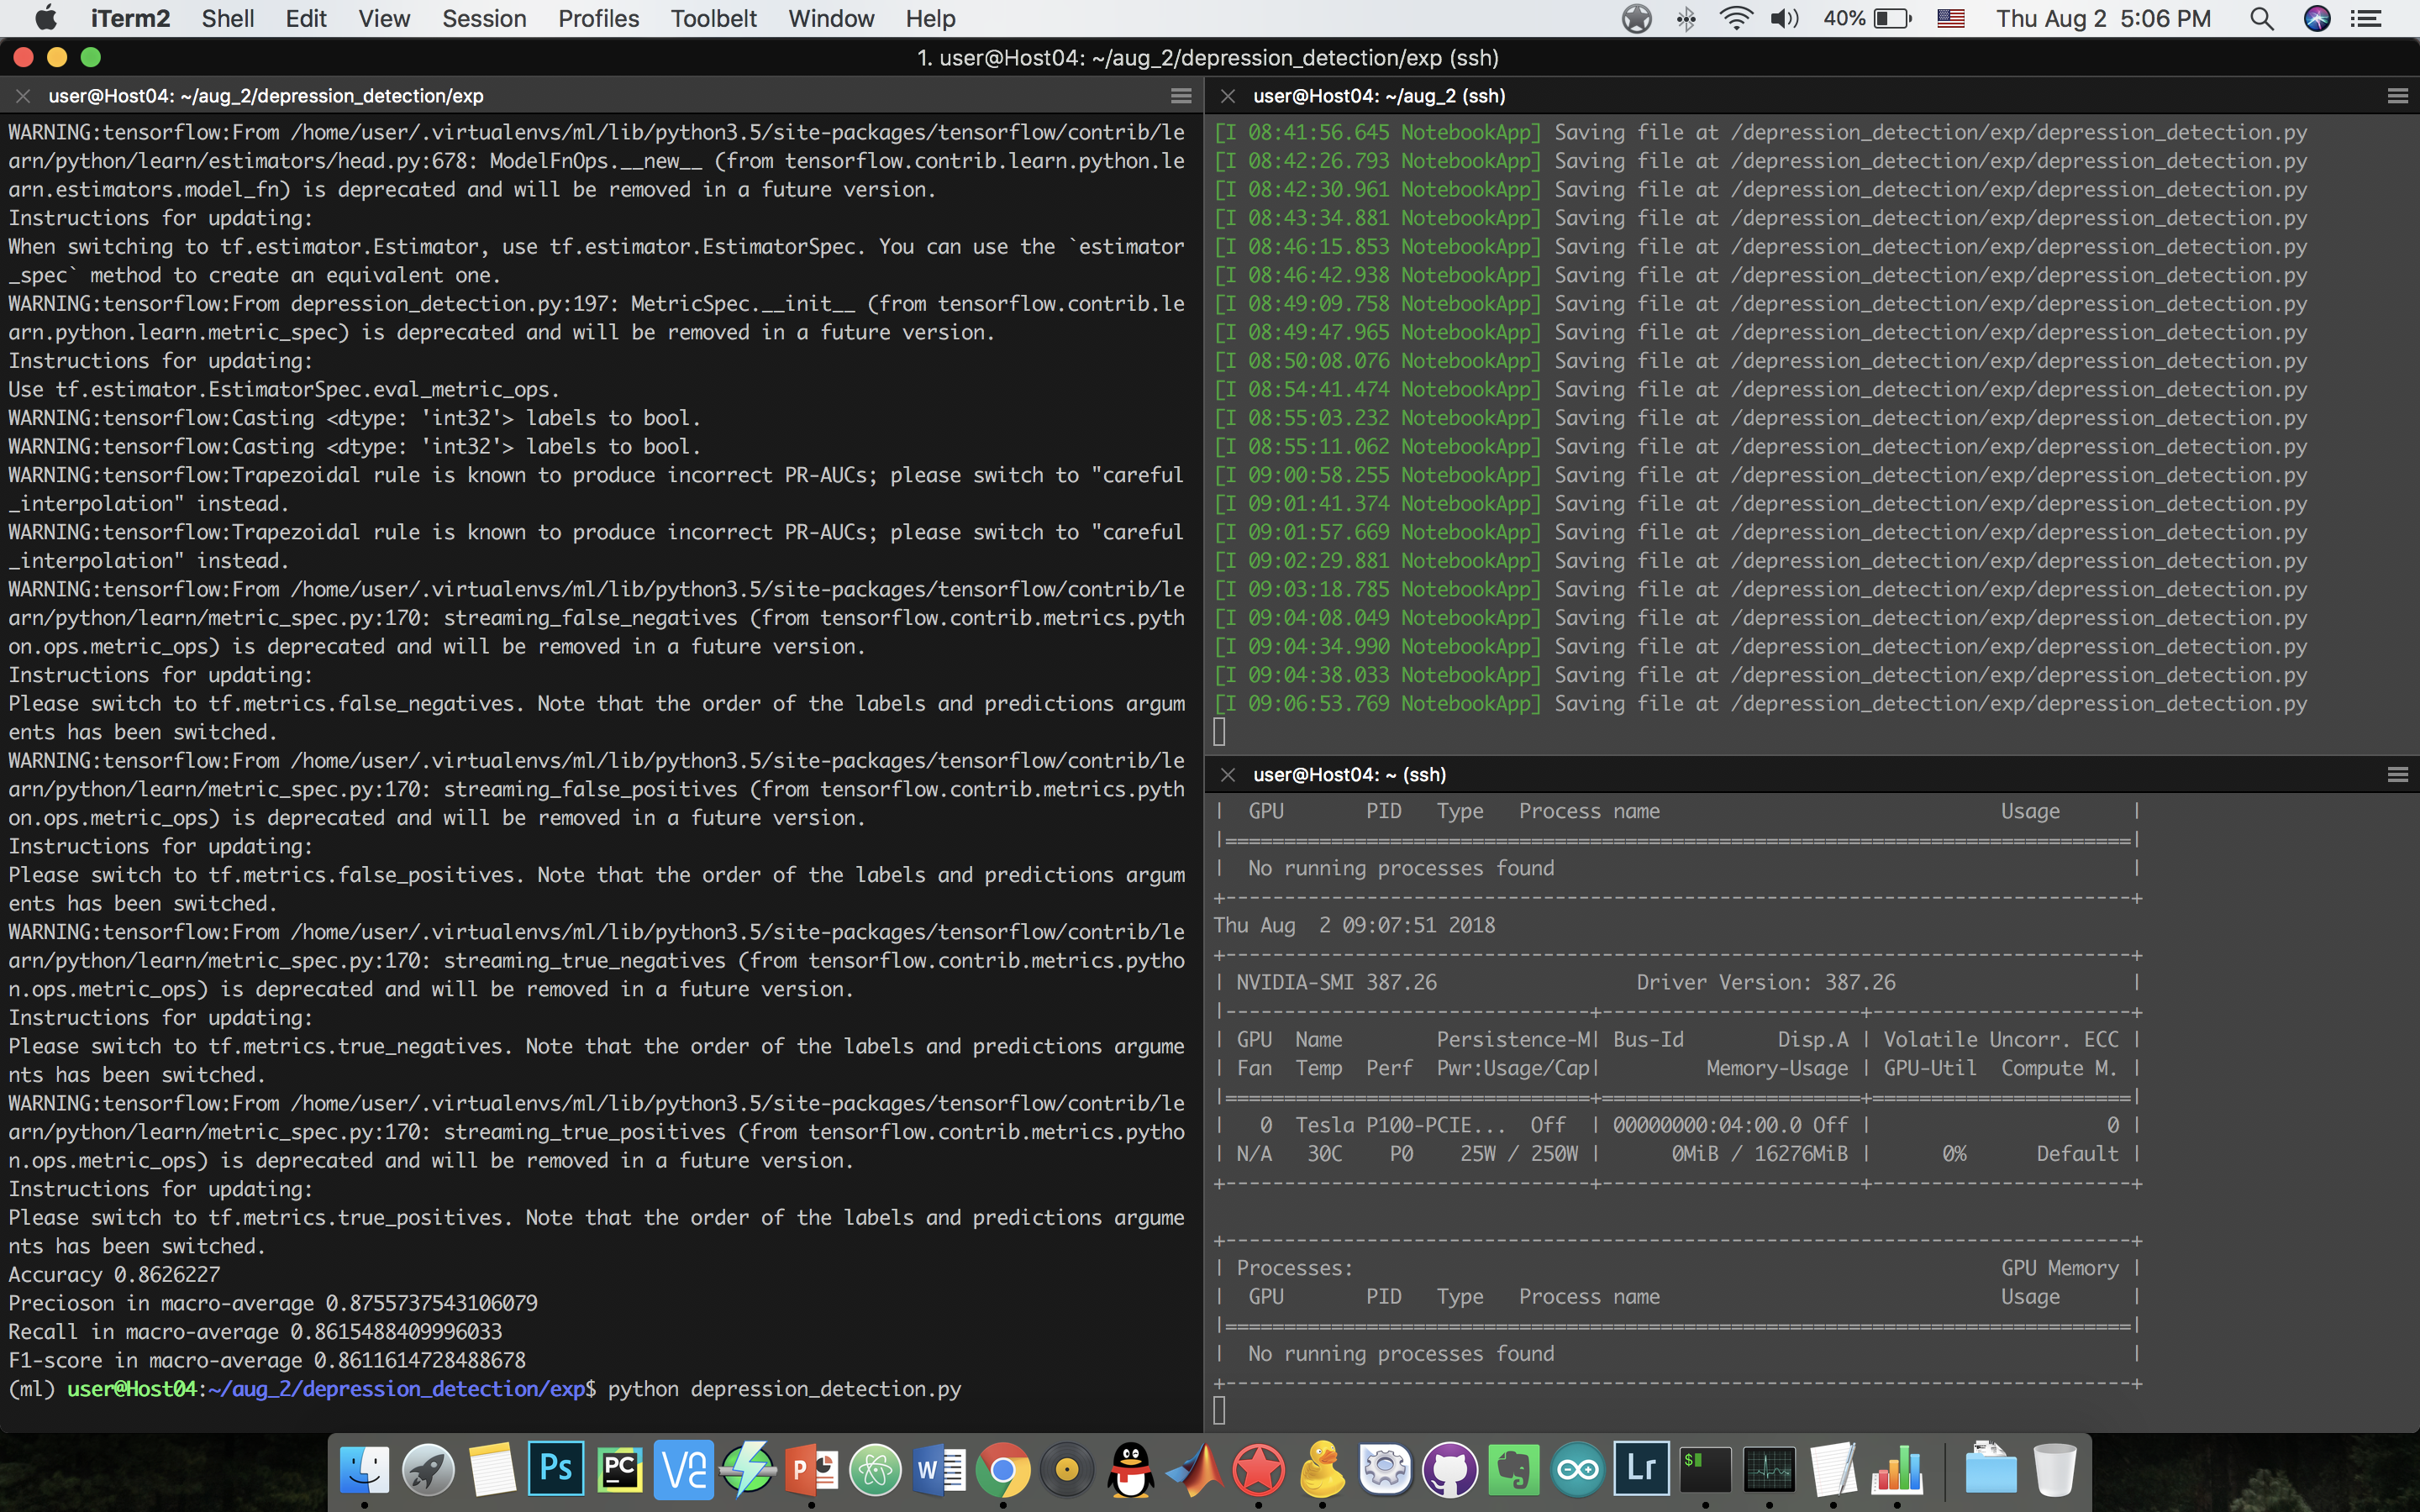 iTerm2 Shell Edit View Session Profiles Toolbelt Window Help 40% Thu Aug 2 5:06 PM
1. user@Host04: ~/aug_2/depression_detection/exp (ssh)
user@Host04: ~/aug_2/depression_detection/exp
WARNING:tensorflow:From /home/user/.virtualenvs/ml/lib/python3.5/site-packages/tensorflow/contrib/le
arn/python/learn/estimators/head.py:678: ModelFnOps.__new__ (from tensorflow.contrib.learn.python.le
arn.estimators.model_fn) is deprecated and will be removed in a future version.
Instructions for updating:
When switching to tf.estimator.Estimator, use tf.estimator.EstimatorSpec. You can use the `estimator
_spec` method to create an equivalent one.
WARNING:tensorflow:From depression_detection.py:197: MetricSpec.__init__ (from tensorflow.contrib.le
arn.python.learn.metric_spec) is deprecated and will be removed in a future version.
Instructions for updating:
Use tf.estimator.EstimatorSpec.eval_metric_ops.
WARNING:tensorflow:Casting <dtype: 'int32'> labels to bool.
WARNING:tensorflow:Casting <dtype: 'int32'> labels to bool.
WARNING:tensorflow:Trapezoidal rule is known to produce incorrect PR-AUCs; please switch to "careful
_interpolation" instead.
WARNING:tensorflow:Trapezoidal rule is known to produce incorrect PR-AUCs; please switch to "careful
_interpolation" instead.
WARNING:tensorflow:From /home/user/.virtualenvs/ml/lib/python3.5/site-packages/tensorflow/contrib/le
arn/python/learn/metric_spec.py:170: streaming_false_negatives (from tensorflow.contrib.metrics.pyth
on.ops.metric_ops) is deprecated and will be removed in a future version.
Instructions for updating:
Please switch to tf.metrics.false_negatives. Note that the order of the labels and predictions argum
ents has been switched.
WARNING:tensorflow:From /home/user/.virtualenvs/ml/lib/python3.5/site-packages/tensorflow/contrib/le
arn/python/learn/metric_spec.py:170: streaming_false_positives (from tensorflow.contrib.metrics.pyth
on.ops.metric_ops) is deprecated and will be removed in a future version.
Instructions for updating:
Please switch to tf.metrics.false_positives. Note that the order of the labels and predictions argum
ents has been switched.
WARNING:tensorflow:From /home/user/.virtualenvs/ml/lib/python3.5/site-packages/tensorflow/contrib/le
arn/python/learn/metric_spec.py:170: streaming_true_negatives (from tensorflow.contrib.metrics.pytho
n.ops.metric_ops) is deprecated and will be removed in a future version.
Instructions for updating:
Please switch to tf.metrics.true_negatives. Note that the order of the labels and predictions argume
nts has been switched.
WARNING:tensorflow:From /home/user/.virtualenvs/ml/lib/python3.5/site-packages/tensorflow/contrib/le
arn/python/learn/metric_spec.py:170: streaming_true_positives (from tensorflow.contrib.metrics.pytho
n.ops.metric_ops) is deprecated and will be removed in a future version.
Instructions for updating:
Please switch to tf.metrics.true_positives. Note that the order of the labels and predictions argume
nts has been switched.
Accuracy 0.8626227
Precioson in macro-average 0.8755737543106079
Recall in macro-average 0.8615488409996033
F1-score in macro-average 0.8611614728488678
(ml) user@Host04:~/aug_2/depression_detection/exp$ python depression_detection.py
user@Host04: ~/aug_2 (ssh)
[I 08:41:56.645 NotebookApp] Saving file at /depression_detection/exp/depression_detection.py
[I 08:42:26.793 NotebookApp] Saving file at /depression_detection/exp/depression_detection.py
[I 08:42:30.961 NotebookApp] Saving file at /depression_detection/exp/depression_detection.py
[I 08:43:34.881 NotebookApp] Saving file at /depression_detection/exp/depression_detection.py
[I 08:46:15.853 NotebookApp] Saving file at /depression_detection/exp/depression_detection.py
[I 08:46:42.938 NotebookApp] Saving file at /depression_detection/exp/depression_detection.py
[I 08:49:09.758 NotebookApp] Saving file at /depression_detection/exp/depression_detection.py
[I 08:49:47.965 NotebookApp] Saving file at /depression_detection/exp/depression_detection.py
[I 08:50:08.076 NotebookApp] Saving file at /depression_detection/exp/depression_detection.py
[I 08:54:41.474 NotebookApp] Saving file at /depression_detection/exp/depression_detection.py
[I 08:55:03.232 NotebookApp] Saving file at /depression_detection/exp/depression_detection.py
[I 08:55:11.062 NotebookApp] Saving file at /depression_detection/exp/depression_detection.py
[I 09:00:58.255 NotebookApp] Saving file at /depression_detection/exp/depression_detection.py
[I 09:01:41.374 NotebookApp] Saving file at /depression_detection/exp/depression_detection.py
[I 09:01:57.669 NotebookApp] Saving file at /depression_detection/exp/depression_detection.py
[I 09:02:29.881 NotebookApp] Saving file at /depression_detection/exp/depression_detection.py
[I 09:03:18.785 NotebookApp] Saving file at /depression_detection/exp/depression_detection.py
[I 09:04:08.049 NotebookApp] Saving file at /depression_detection/exp/depression_detection.py
[I 09:04:34.990 NotebookApp] Saving file at /depression_detection/exp/depression_detection.py
[I 09:04:38.033 NotebookApp] Saving file at /depression_detection/exp/depression_detection.py
[I 09:06:53.769 NotebookApp] Saving file at /depression_detection/exp/depression_detection.py
user@Host04: ~ (ssh)
| GPU PID Type Process name Usage |
|=============================================================================|
| No running processes found |
+-----------------------------------------------------------------------------+
Thu Aug 2 09:07:51 2018
+-----------------------------------------------------------------------------+
| NVIDIA-SMI 387.26 Driver Version: 387.26 |
|-------------------------------+----------------------+----------------------+
| GPU Name Persistence-M| Bus-Id Disp.A | Volatile Uncorr. ECC |
| Fan Temp Perf Pwr:Usage/Cap| Memory-Usage | GPU-Util Compute M. |
|===============================+======================+======================|
| 0 Tesla P100-PCIE... Off | 00000000:04:00.0 Off | 0 |
| N/A 30C P0 25W / 250W | 0MiB / 16276MiB | 0% Default |
+-------------------------------+----------------------+----------------------+
+-----------------------------------------------------------------------------+
| Processes: GPU Memory |
| GPU PID Type Process name Usage |
|=============================================================================|
| No running processes found |
+-----------------------------------------------------------------------------+
Ps PC P W Lr $